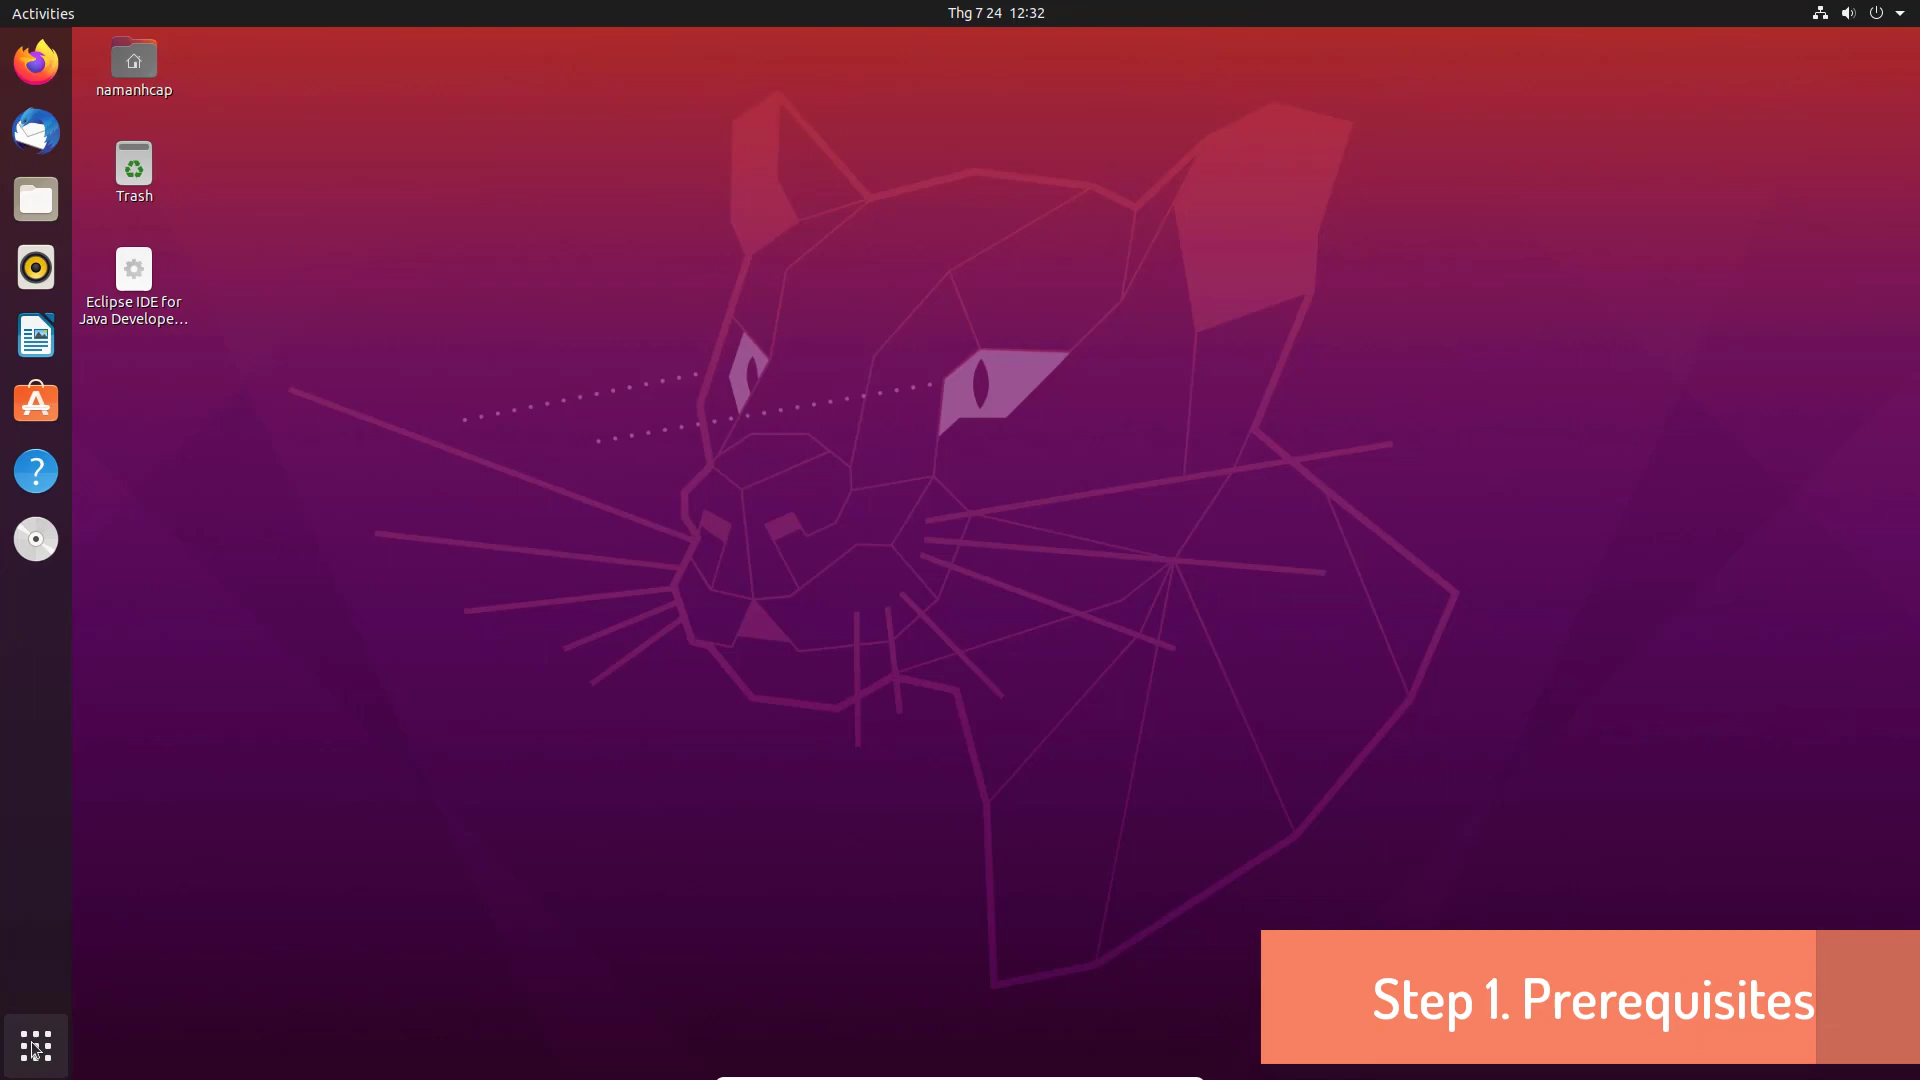 Activities
Thg 7 24 12:32
namanhcap
Trash
Eclipse IDE for
Java Develope...
Step 1. Prerequisites